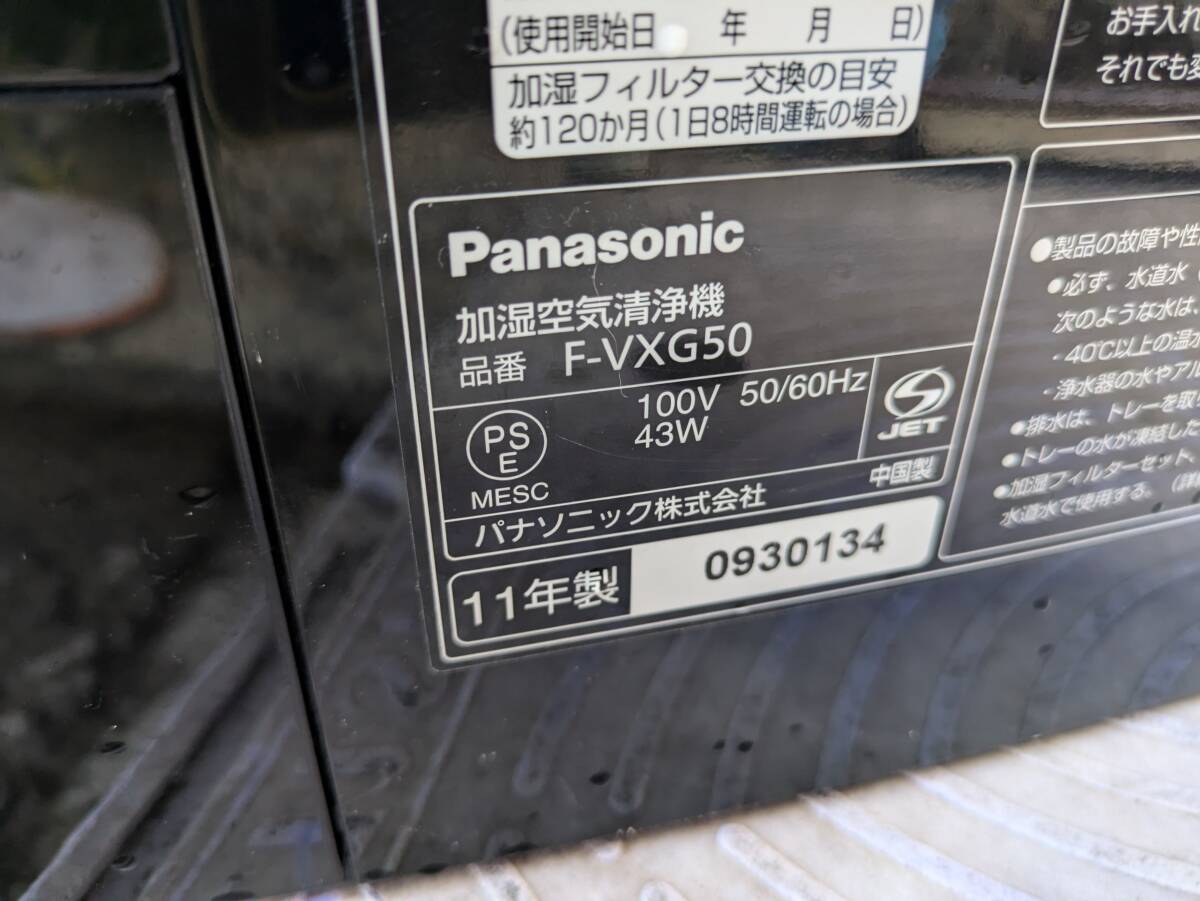 (使用開始日 年 月 日)
加湿フィルター交換の目安
約120か月(1日8時間運転の場合)
お手入れ
それでも変
Panasonic
加湿空気清浄機
品番 F-VXG50
PS
E
MESC
100V 50/60Hz
43W
S
JET
パナソニック株式会社 中国製
11年製 0930134
●製品の故障や性
●必ず、水道水
次のような水は、
・40℃以上の温水
・浄水器の水やアル
●排水は、トレーを取
●トレーの水が凍結した
●加湿フィルターセット、
水道水で使用する。(詳